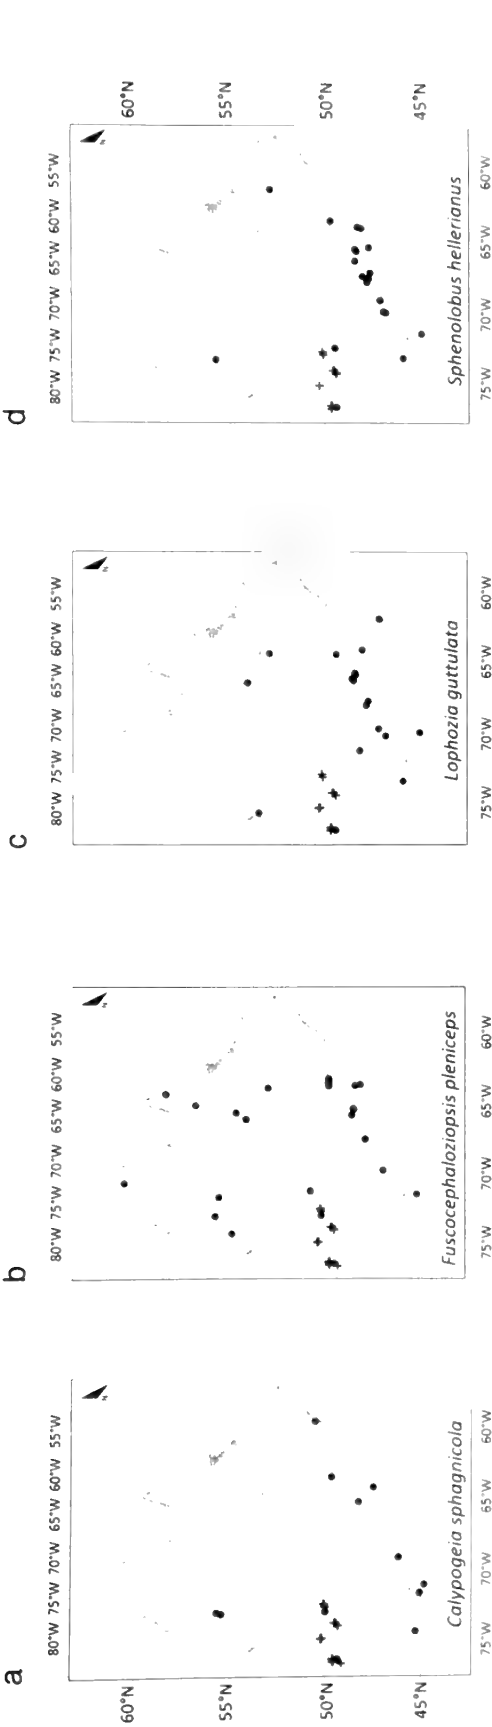 a
80°W 75°W 70°W 65°W 60°W 55°W
60°N
55°N
50°N
45°N
N
Calypogeia sphagnicola
75°W 70°W 65°W 60°W
b
80°W 75°W 70°W 65°W 60°W 55°W
N
Fuscocephaloziopsis pleniceps
75°W 70°W 65°W 60°W
c
80°W 75°W 70°W 65°W 60°W 55°W
N
Lophozia guttulata
75°W 70°W 65°W 60°W
d
80°W 75°W 70°W 65°W 60°W 55°W
60°N
55°N
50°N
45°N
N
Sphenolobus hellerianus
75°W 70°W 65°W 60°W